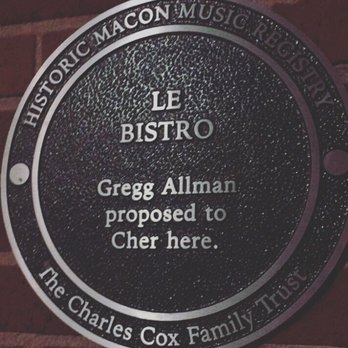 HISTORIC MACON MUSIC REGISTRY
LE
BISTRO
Gregg Allman
proposed to
Cher here.
The Charles Cox Family Trust